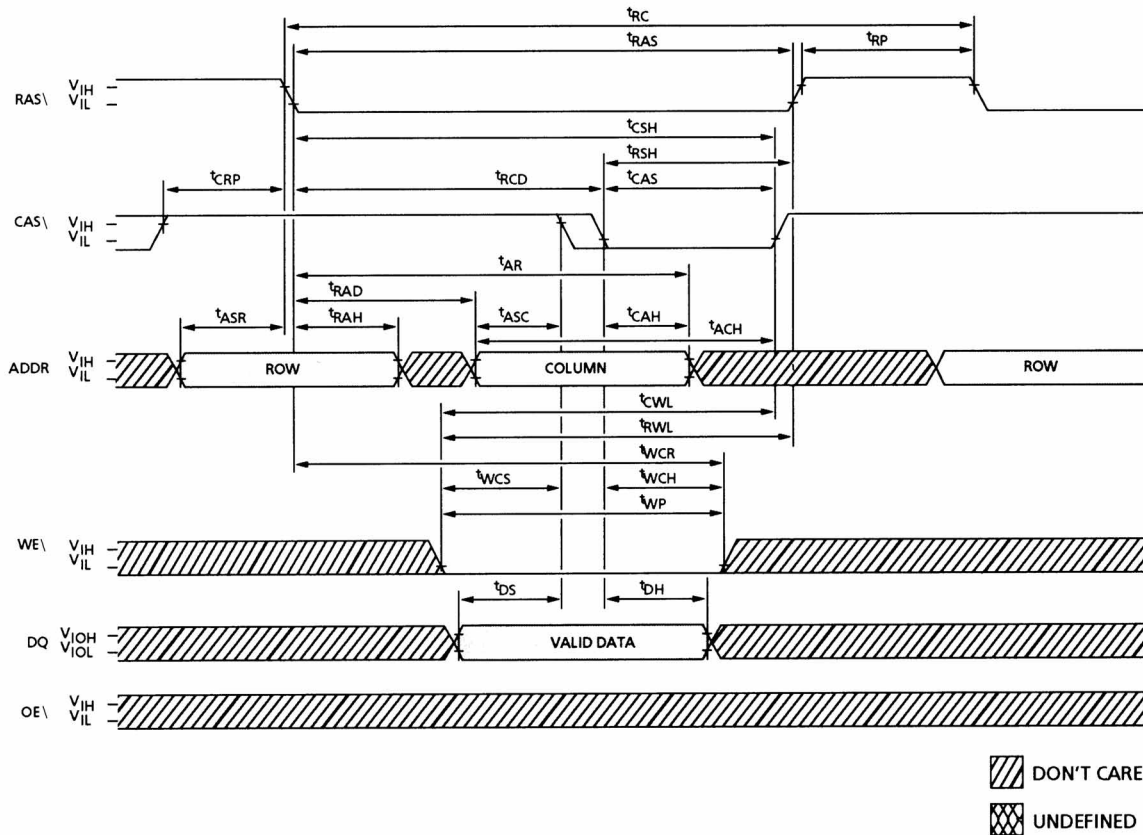 tRC
tRAS
tRP
RAS\ VIH
VIL
tCSH
tRSH
tCRP
tRCD
tCAS
CAS\ VIH
VIL
tAR
tRAD
tASR
tRAH
tASC
tCAH
tACH
ADDR VIH
VIL
ROW
COLUMN
ROW
tCWL
tRWL
tWCR
tWCS
tWCH
tWP
WE\ VIH
VIL
tDS
tDH
DQ VIOH
VIOL
VALID DATA
OE\ VIH
VIL
DON'T CARE
UNDEFINED